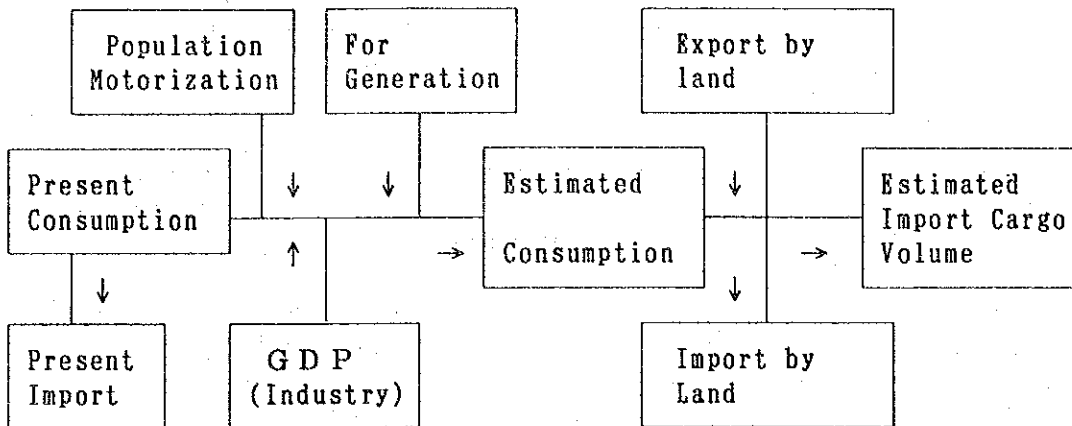 Population
Motorization
For
Generation
Export by
land
Present
Consumption
Estimated
Consumption
Estimated
Import Cargo
Volume
Present
Import
GDP
(Industry)
Import by
Land